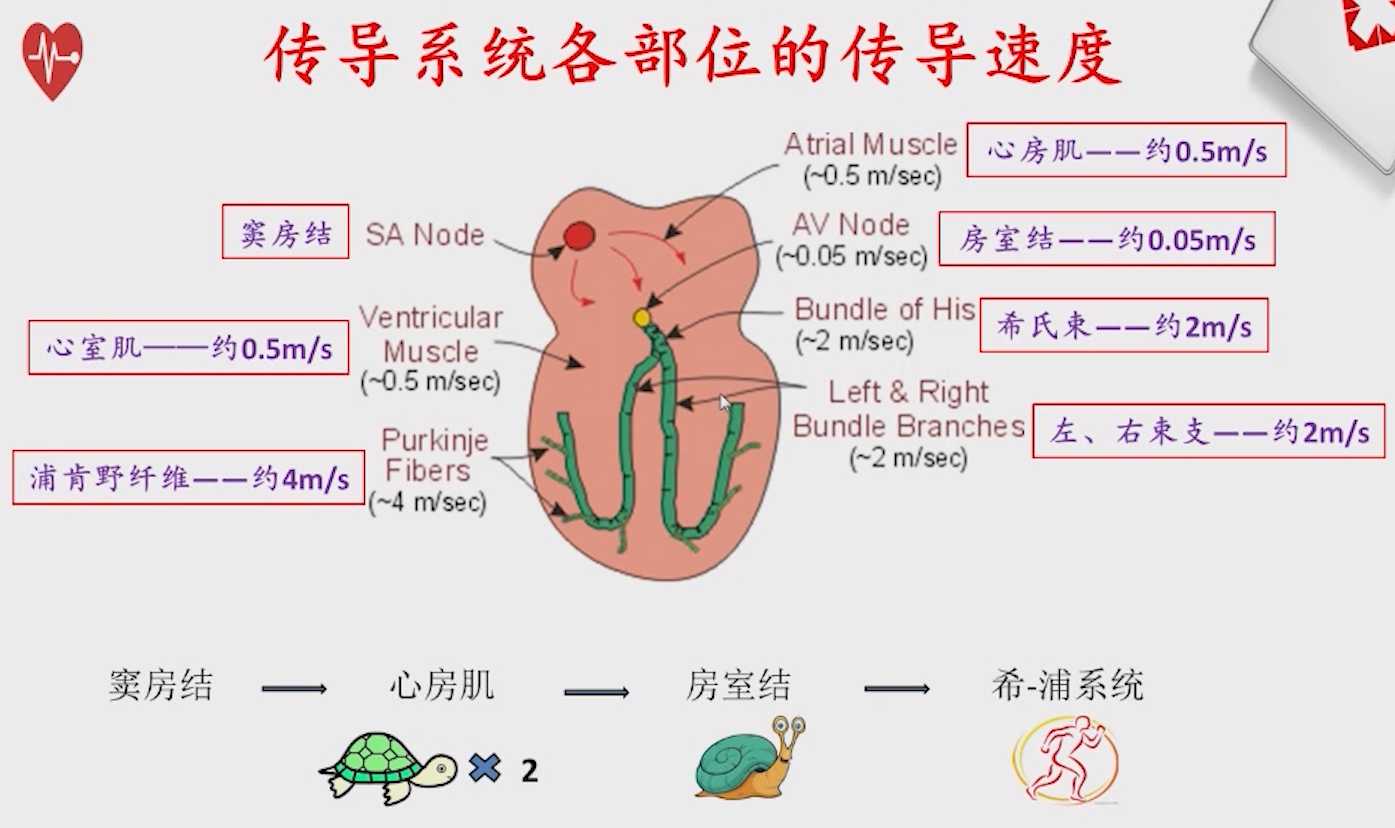 传导系统各部位的传导速度
Atrial Muscle
(~0.5 m/sec)
心房肌——约0.5m/s
窦房结
SA Node
AV Node
(~0.05 m/sec)
房室结——约0.05m/s
心室肌——约0.5m/s
Ventricular
Muscle
(~0.5 m/sec)
Bundle of His
(~2 m/sec)
希氏束——约2m/s
Left & Right
Bundle Branches
(~2 m/sec)
左、右束支——约2m/s
浦肯野纤维——约4m/s
Purkinje
Fibers
(~4 m/sec)
窦房结
心房肌
房室结
希-浦系统
2